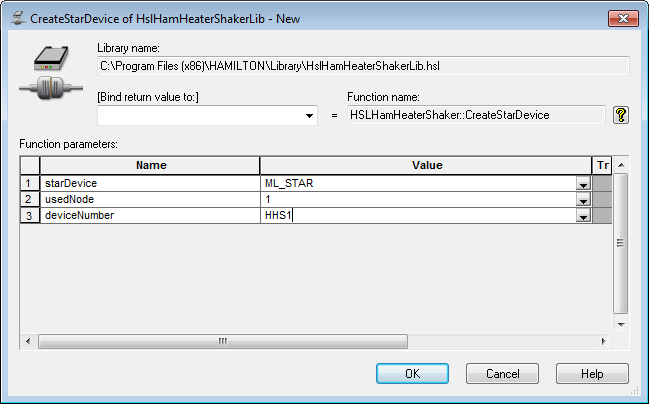 CreateStarDevice of HslHamHeaterShakerLib - New
Library name:
C:\Program Files (x86)\HAMILTON\Library\HslHamHeaterShakerLib.hsl
[Bind return value to:]
Function name:
= HSLHamHeaterShaker::CreateStarDevice ?
Function parameters:
Name Value Tr
1 starDevice ML_STAR
2 usedNode 1
3 deviceNumber HHS1
OK Cancel Help